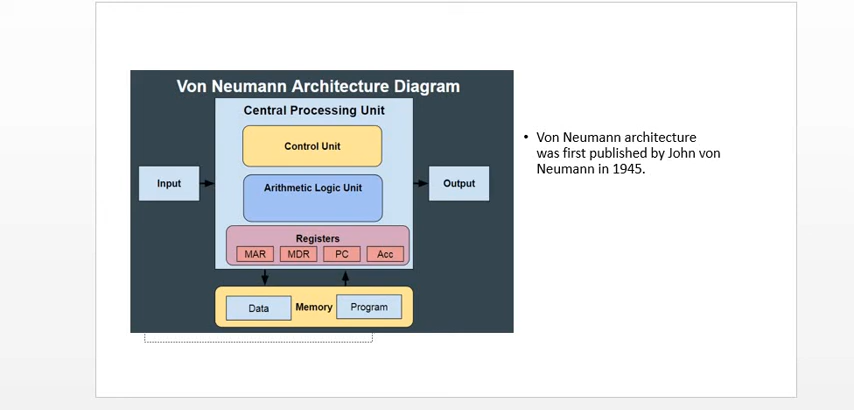 Von Neumann Architecture Diagram
Central Processing Unit
Control Unit
Input
Arithmetic Logic Unit
Output
Registers
MAR MDR PC Acc
Data Memory Program
• Von Neumann architecture
was first published by John von
Neumann in 1945.